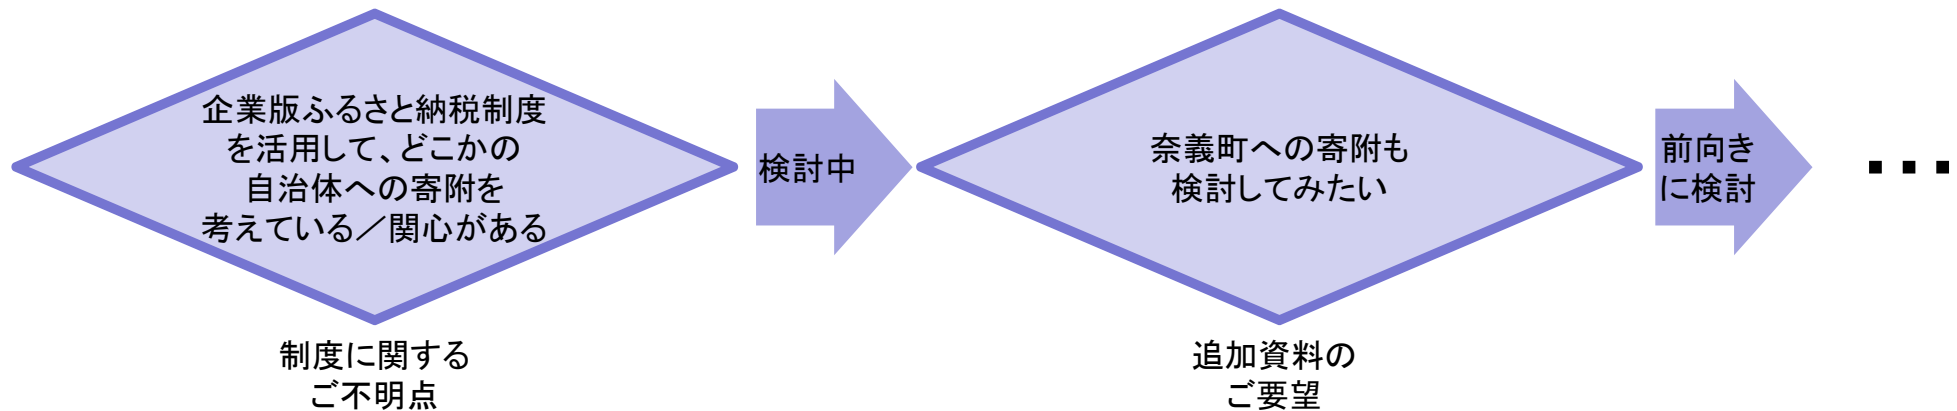 企業版ふるさと納税制度
を活用して、どこかの
自治体への寄附を
考えている／関心がある
制度に関する
ご不明点
検討中
奈義町への寄附も
検討してみたい
追加資料の
ご要望
前向き
に検討
･･･